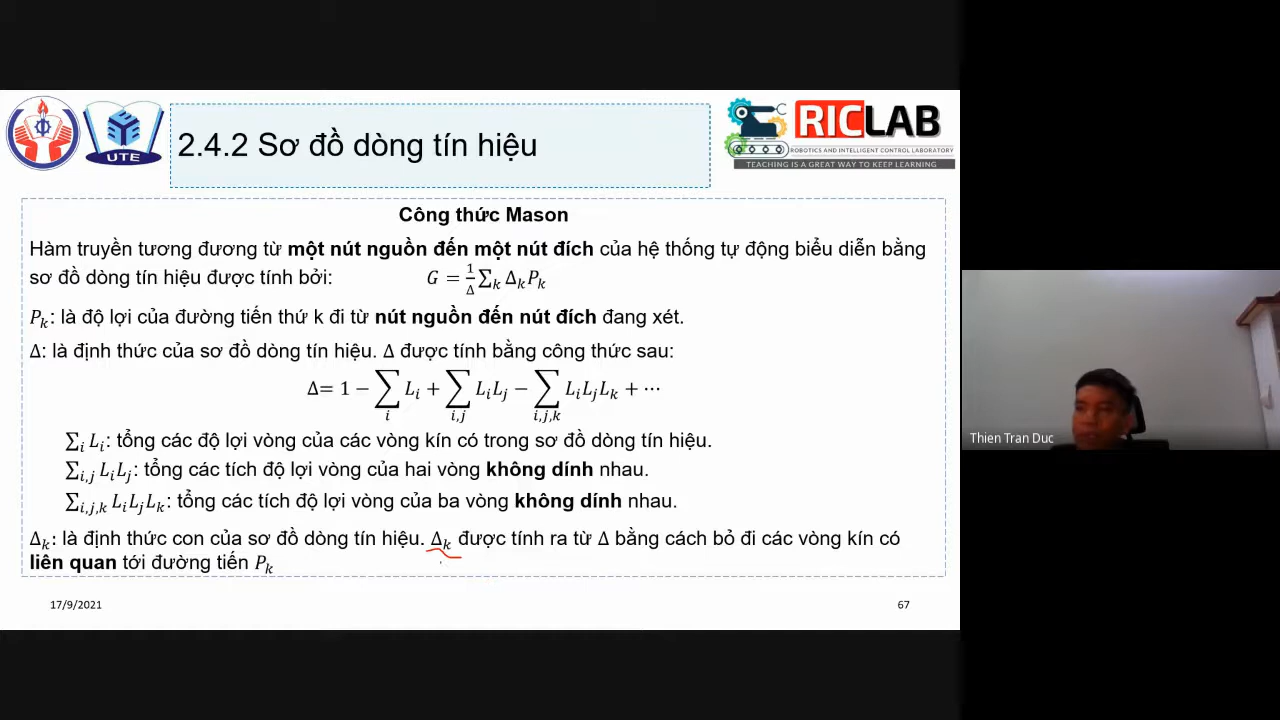 UTE
2.4.2 Sơ đồ dòng tín hiệu
RICLAB
ROBOTICS AND INTELLIGENT CONTROL LABORATORY
TEACHING IS A GREAT WAY TO KEEP LEARNING
Công thức Mason
Hàm truyền tương đương từ một nút nguồn đến một nút đích của hệ thống tự động biểu diễn bằng
sơ đồ dòng tín hiệu được tính bởi: G = 1/Δ ∑k Δk Pk
Pk: là độ lợi của đường tiến thứ k đi từ nút nguồn đến nút đích đang xét.
Δ: là định thức của sơ đồ dòng tín hiệu. Δ được tính bằng công thức sau:
Δ= 1 − ∑i Li + ∑i,j LiLj − ∑i,j,k LiLjLk + ⋯
∑i Li: tổng các độ lợi vòng của các vòng kín có trong sơ đồ dòng tín hiệu.
∑i,j LiLj: tổng các tích độ lợi vòng của hai vòng không dính nhau.
∑i,j,k LiLjLk: tổng các tích độ lợi vòng của ba vòng không dính nhau.
Δk: là định thức con của sơ đồ dòng tín hiệu. Δk được tính ra từ Δ bằng cách bỏ đi các vòng kín có
liên quan tới đường tiến Pk
17/9/2021
67
Thien Tran Duc